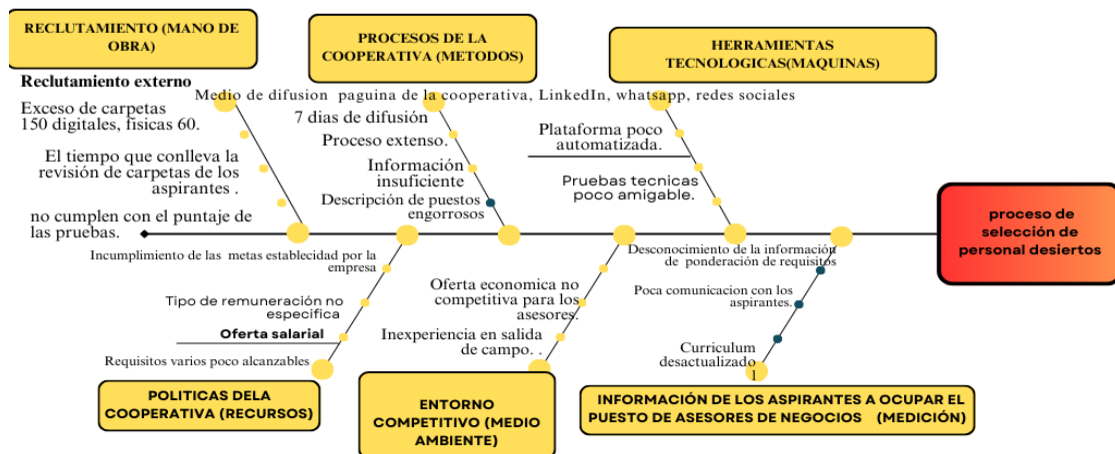 RECLUTAMIENTO (MANO DE
OBRA)
PROCESOS DE LA
COOPERATIVA (METODOS)
HERRAMIENTAS
TECNOLOGICAS(MAQUINAS)
Reclutamiento externo
Medio de difusion paguina de la cooperativa, LinkedIn, whatsapp, redes sociales
Exceso de carpetas
150 digitales, fisicas 60.
El tiempo que conlleva la
revisión de carpetas de los
aspirantes .
no cumplen con el puntaje de
las pruebas.
7 dias de difusión
Proceso extenso.
Información
insuficiente
Descripción de puestos
engorrosos
Plataforma poco
automatizada.
Pruebas tecnicas
poco amigable.
proceso de
selección de
personal desiertos
Incumplimiento de las metas establecidad por la
empresa
Tipo de remuneración no
especifica
Oferta salarial
Requisitos varios poco alcanzables
Oferta economica no
competitiva para los
asesores.
Inexperiencia en salida
de campo. .
Desconocimiento de la información
de ponderación de requisitos
Poca comunicacion con los
aspirantes.
Curriculum
desactualizado
l
POLITICAS DELA
COOPERATIVA (RECURSOS)
ENTORNO
COMPETITIVO (MEDIO
AMBIENTE)
INFORMACIÓN DE LOS ASPIRANTES A OCUPAR EL
PUESTO DE ASESORES DE NEGOCIOS (MEDICIÓN)